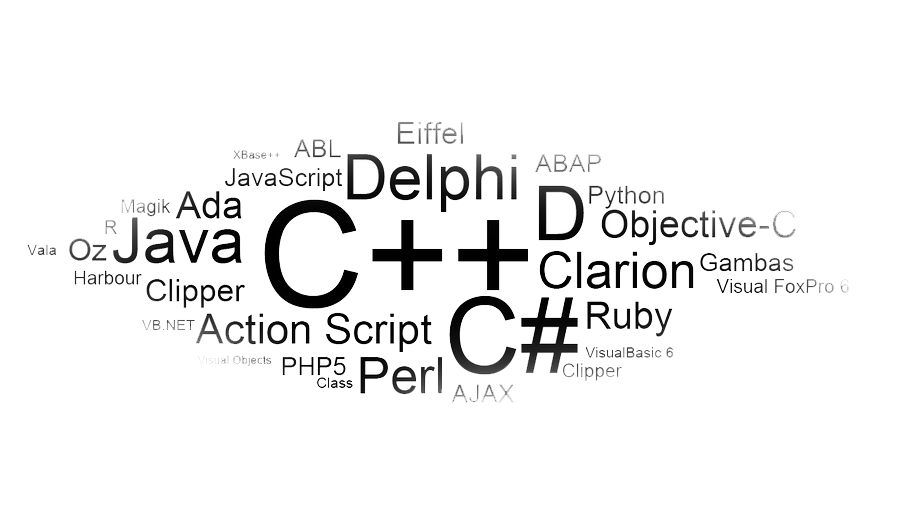 Eiffel
XBase++
ABL
ABAP
JavaScript
Delphi
Python
Magik
Ada
D
Objective-C
R
Java
C++
Vala
Oz
Clarion
Gambas
Harbour
Clipper
Visual FoxPro 6
VB.NET
Action Script
C#
Ruby
Visual Objects
PHP5
VisualBasic 6
Class
Perl
Clipper
AJAX